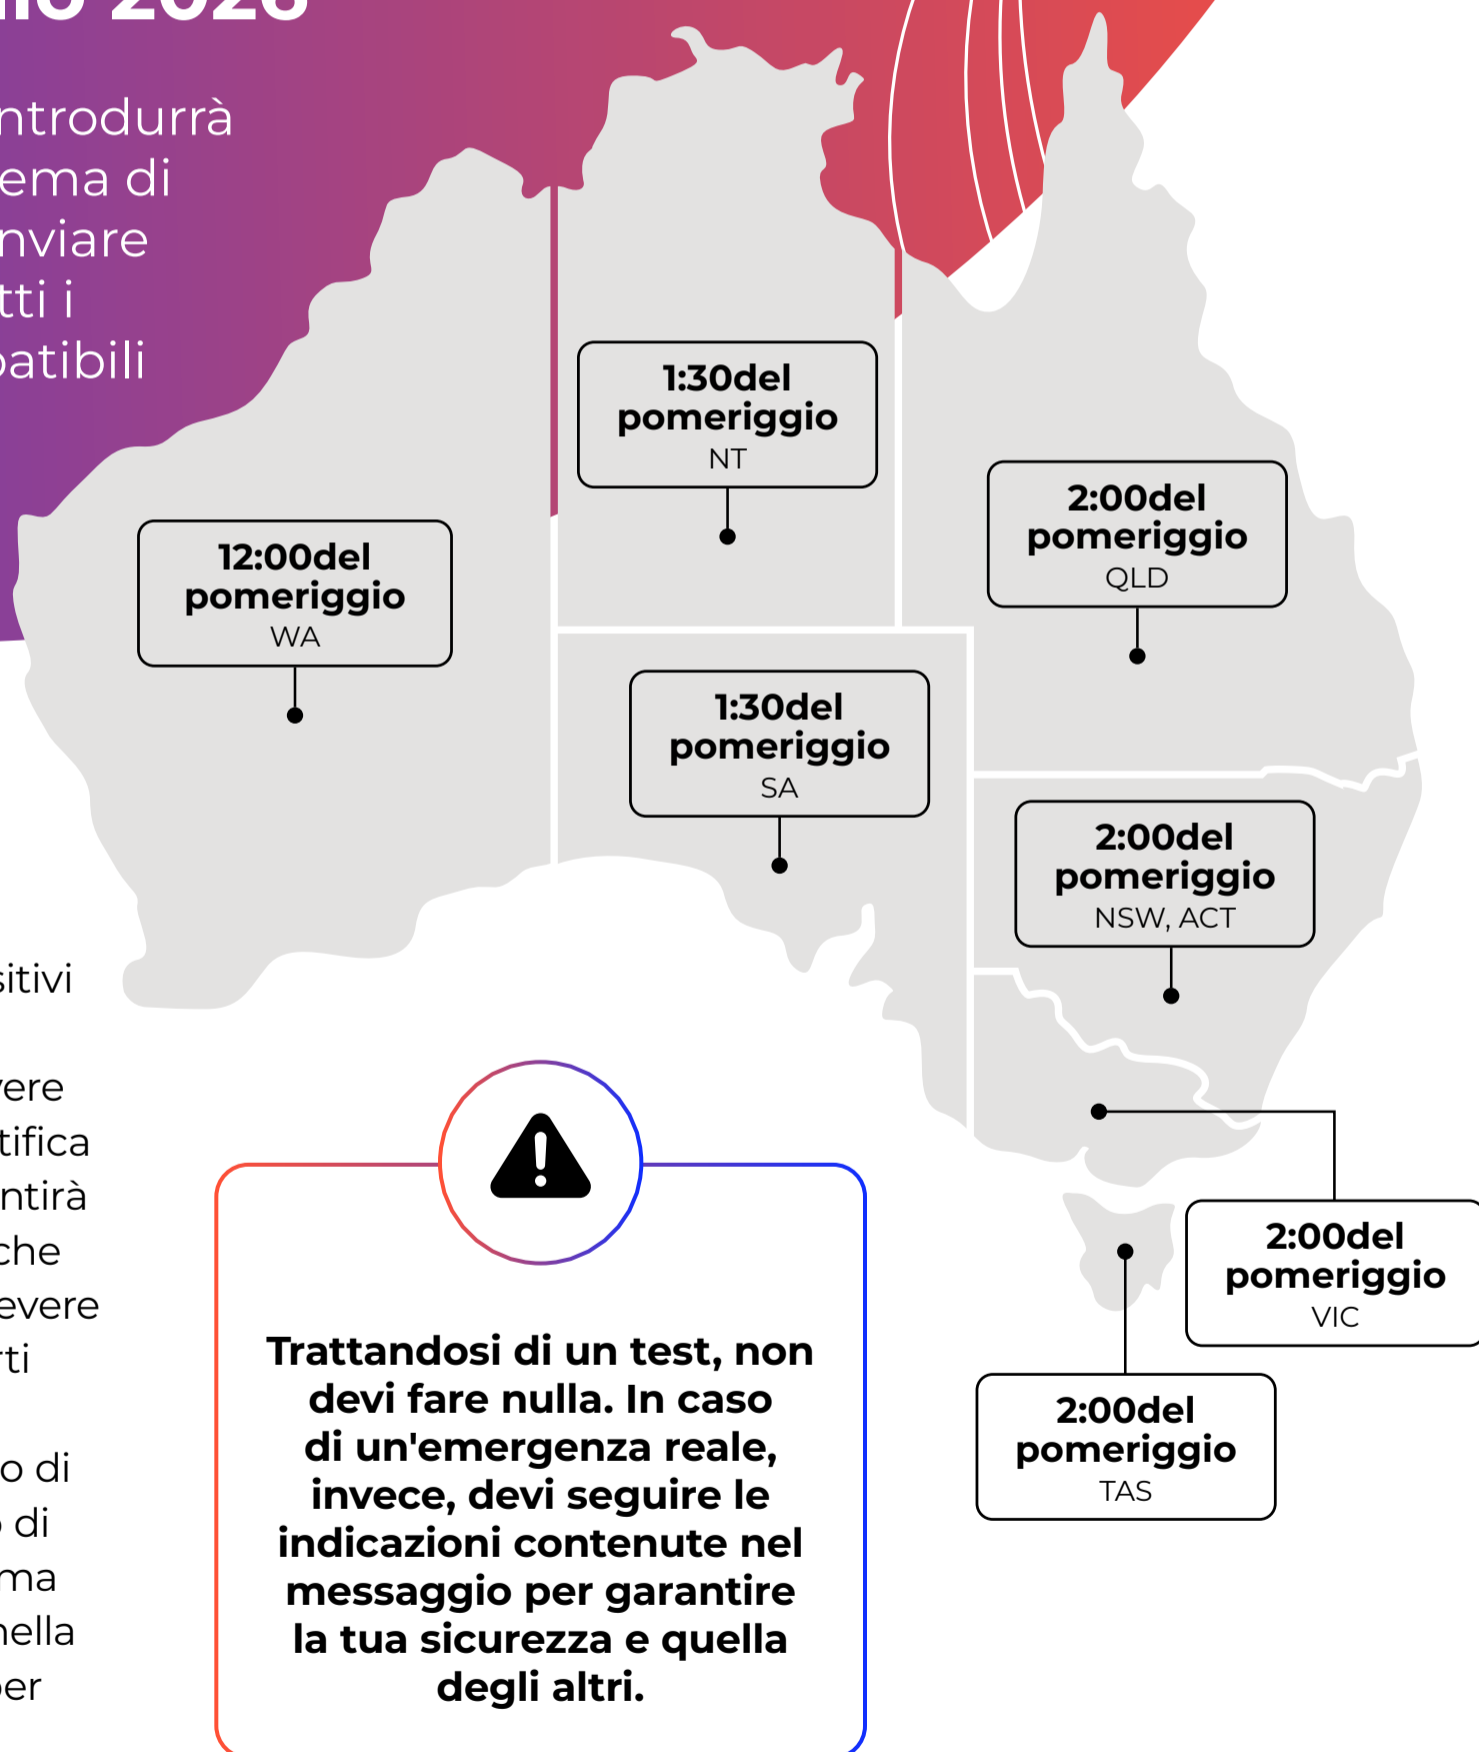 2026
ntrodurrà
ema di
nviare
tti i
patibili
1:30del
pomeriggio
NT
2:00del
pomeriggio
QLD
12:00del
pomeriggio
WA
1:30del
pomeriggio
SA
2:00del
pomeriggio
NSW, ACT
sitivi
vere
tifica
ntirà
che
evere
rti
o di
o di
ma
nella
per
2:00del
pomeriggio
VIC
2:00del
pomeriggio
TAS
Trattandosi di un test, non
devi fare nulla. In caso
di un'emergenza reale,
invece, devi seguire le
indicazioni contenute nel
messaggio per garantire
la tua sicurezza e quella
degli altri.